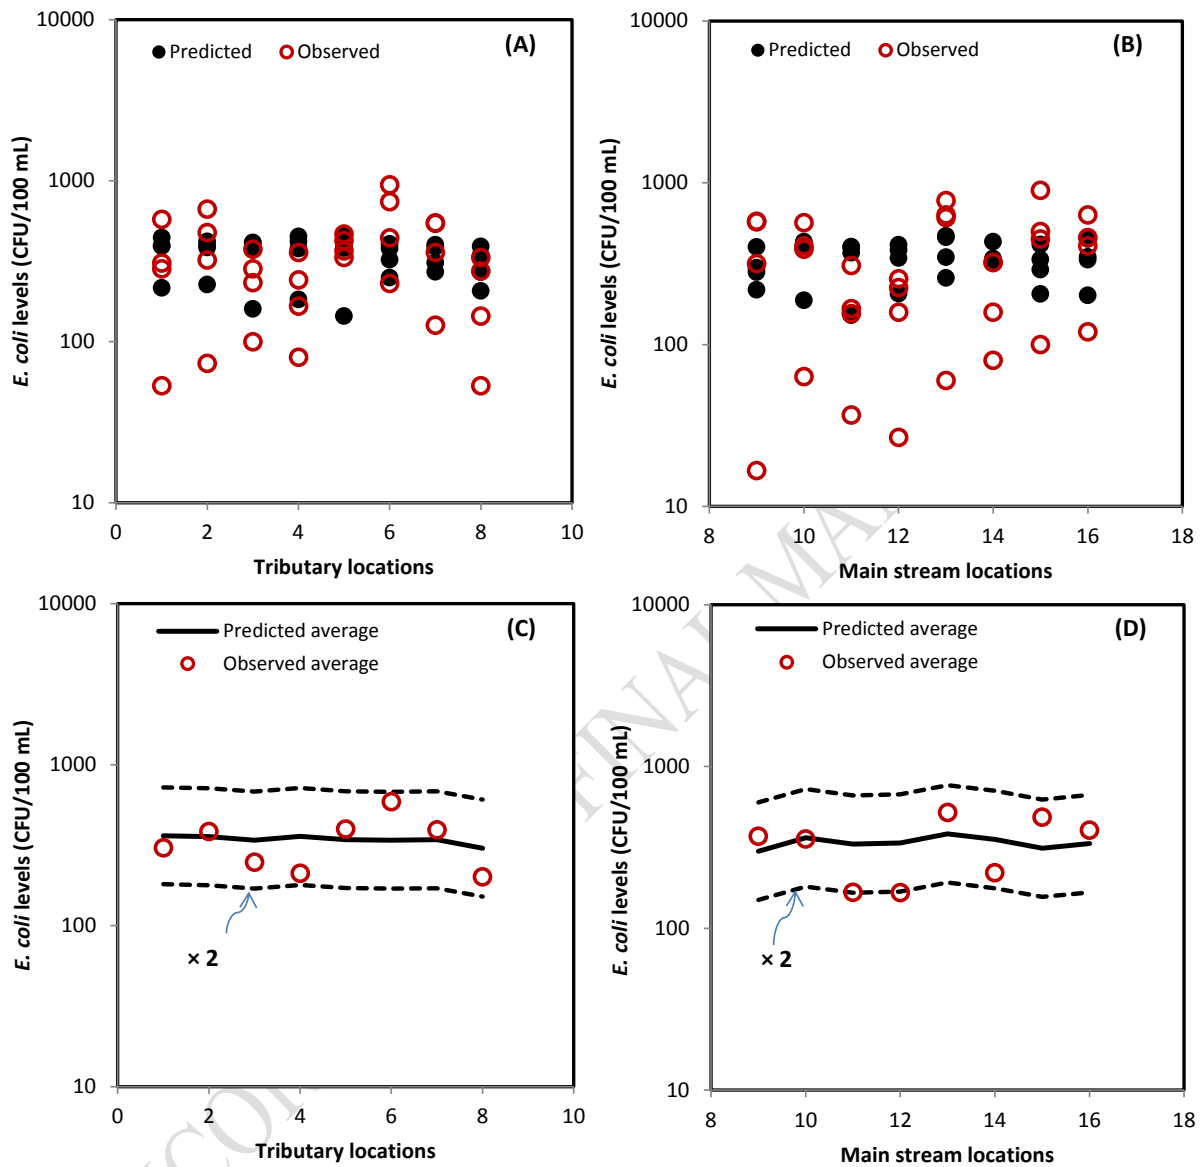 (A)
Predicted Observed
10000
1000
100
10
0 2 4 6 8 10
E. coli levels (CFU/100 mL)
Tributary locations
(B)
Predicted Observed
10000
1000
100
10
8 10 12 14 16 18
E. coli levels (CFU/100 mL)
Main stream locations
(C)
Predicted average
Observed average
10000
1000
100
10
× 2
0 2 4 6 8 10
E. coli levels (CFU/100 mL)
Tributary locations
(D)
Predicted average
Observed average
10000
1000
100
10
× 2
8 10 12 14 16 18
E. coli levels (CFU/100 mL)
Main stream locations